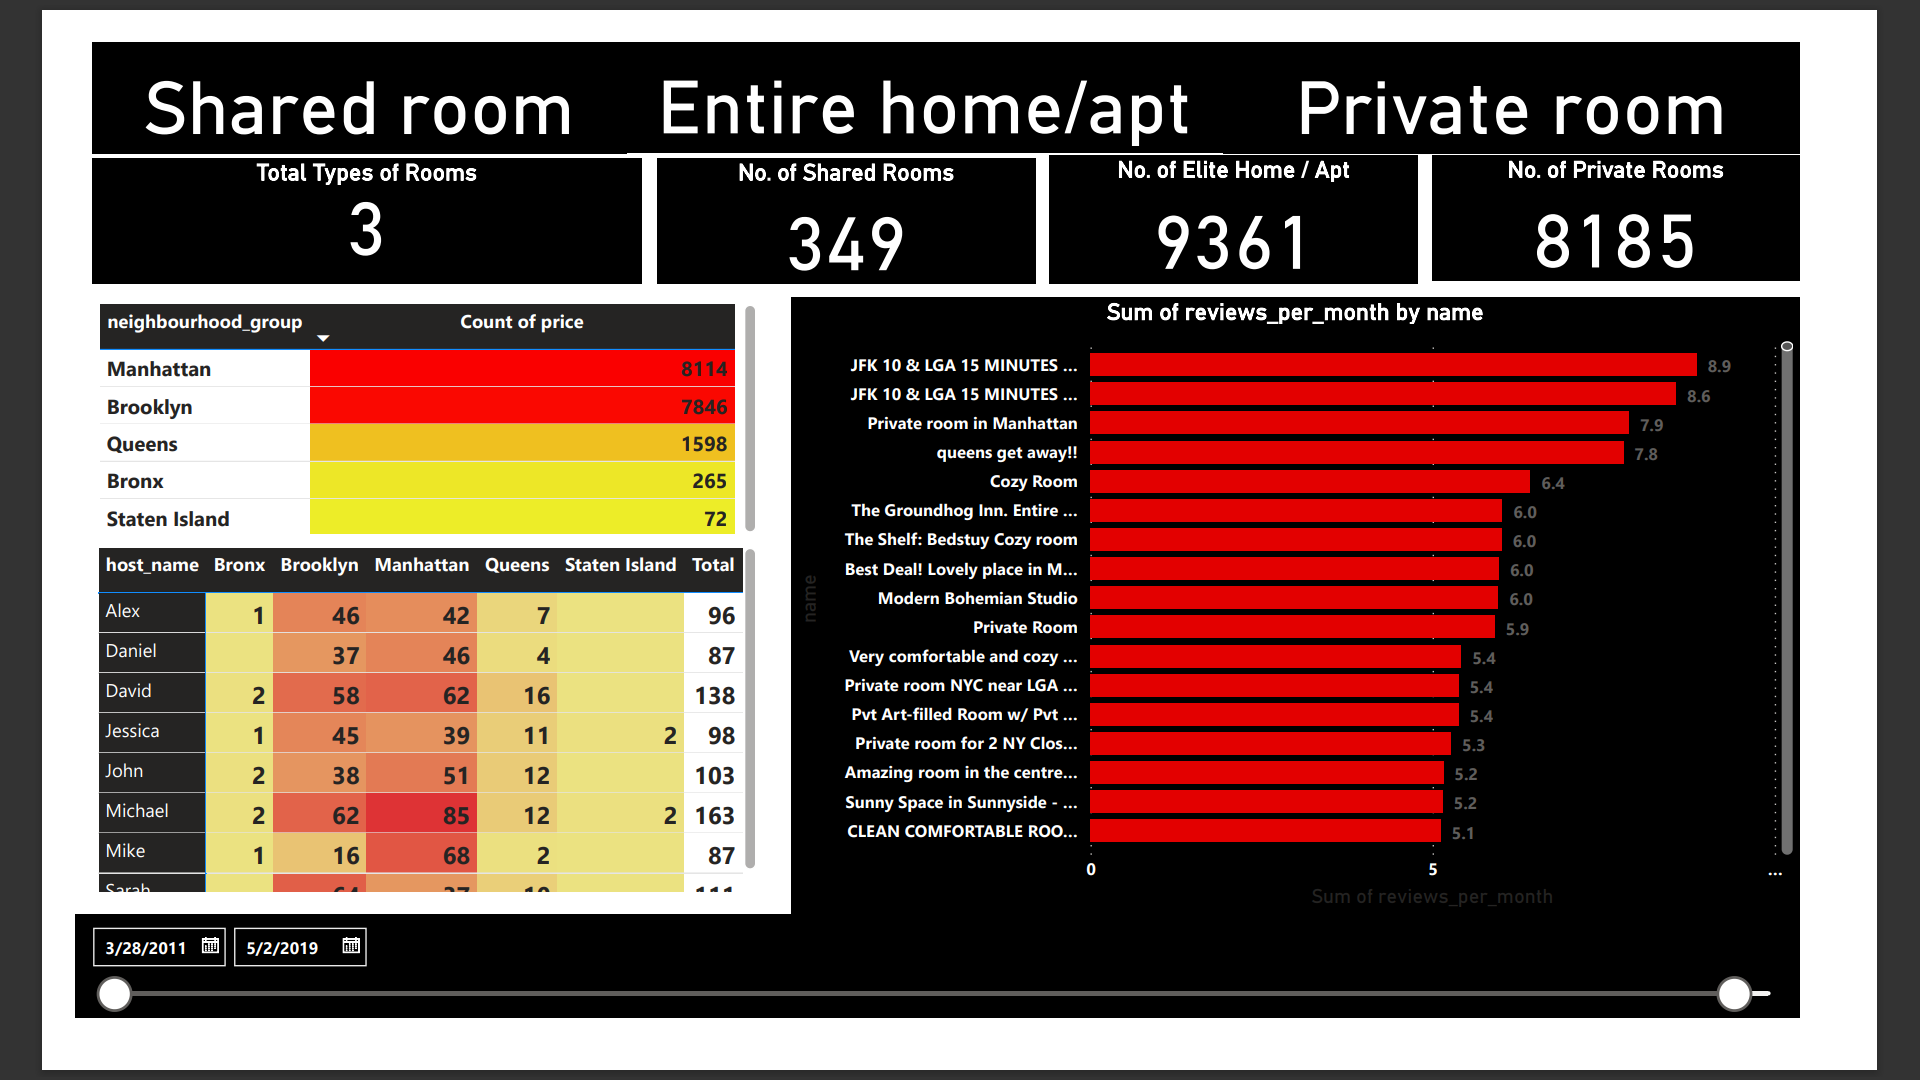 Shared room Entire home/apt Private room
Total Types of Rooms
3
No. of Shared Rooms
349
No. of Elite Home / Apt
9361
No. of Private Rooms
8185
neighbourhood_group Count of price
Manhattan 8114
Brooklyn 7846
Queens 1598
Bronx 265
Staten Island 72
host_name Bronx Brooklyn Manhattan Queens Staten Island Total
Alex 1 46 42 7 96
Daniel 37 46 4 87
David 2 58 62 16 138
Jessica 1 45 39 11 2 98
John 2 38 51 12 103
Michael 2 62 85 12 2 163
Mike 1 16 68 2 87
Sarah
Sum of reviews_per_month by name
name
JFK 10 & LGA 15 MINUTES ... 8.9
JFK 10 & LGA 15 MINUTES ... 8.6
Private room in Manhattan 7.9
queens get away!! 7.8
Cozy Room 6.4
The Groundhog Inn. Entire ... 6.0
The Shelf: Bedstuy Cozy room 6.0
Best Deal! Lovely place in M... 6.0
Modern Bohemian Studio 6.0
Private Room 5.9
Very comfortable and cozy ... 5.4
Private room NYC near LGA ... 5.4
Pvt Art-filled Room w/ Pvt ... 5.4
Private room for 2 NY Clos... 5.3
Amazing room in the centre... 5.2
Sunny Space in Sunnyside - ... 5.2
CLEAN COMFORTABLE ROO... 5.1
0 5 ...
Sum of reviews_per_month
3/28/2011 5/2/2019